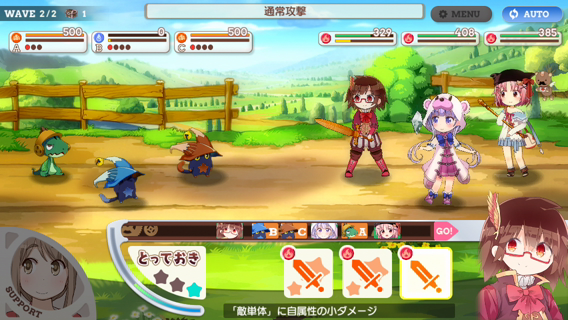 WAVE 2/2 1
通常攻撃
MENU
AUTO
500
0
500
329
408
385
A
B
C
B
C
A
GO!
とっておき
SUPPORT
「敵単体」に自属性の小ダメージ